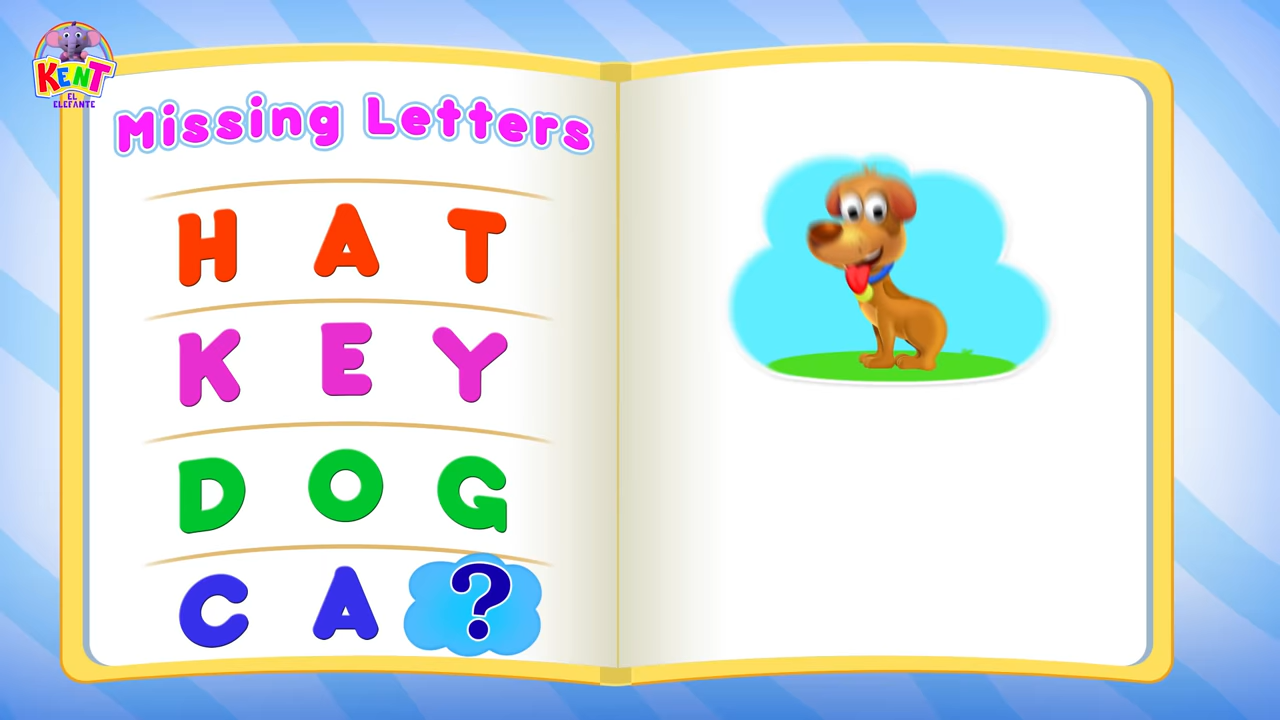 KENT
EL
ELEFANTE
Missing Letters
H A T
K E Y
D O G
C A ?